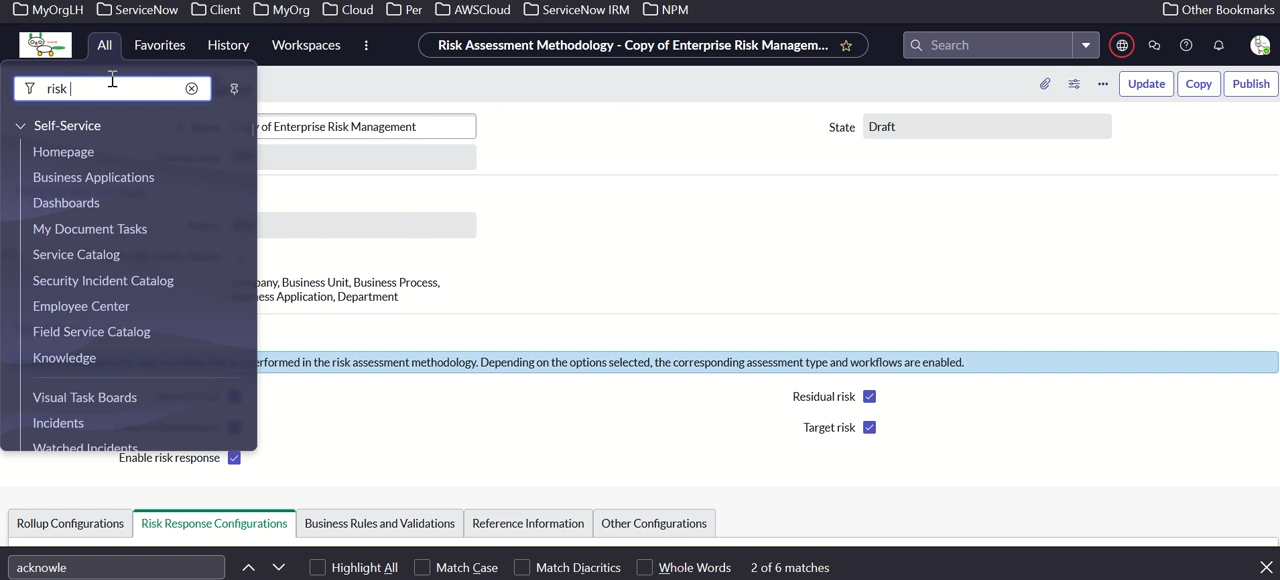 MyOrgLH ServiceNow Client MyOrg Cloud Per AWSCloud ServiceNow IRM NPM Other Bookmarks
All Favorites History Workspaces Risk Assessment Methodology - Copy of Enterprise Risk Managem... Search
risk
Update Copy Publish
Self-Service
of Enterprise Risk Management
State Draft
Homepage
Business Applications
Dashboards
My Document Tasks
Service Catalog
Security Incident Catalog
Employee Center
Field Service Catalog
Knowledge
Visual Task Boards
Incidents
Watched Incidents
Business Unit, Business Process,
Application, Department
performed in the risk assessment methodology. Depending on the options selected, the corresponding assessment type and workflows are enabled.
Residual risk
Target risk
Enable risk response
Rollup Configurations Risk Response Configurations Business Rules and Validations Reference Information Other Configurations
acknowle Highlight All Match Case Match Diacritics Whole Words 2 of 6 matches